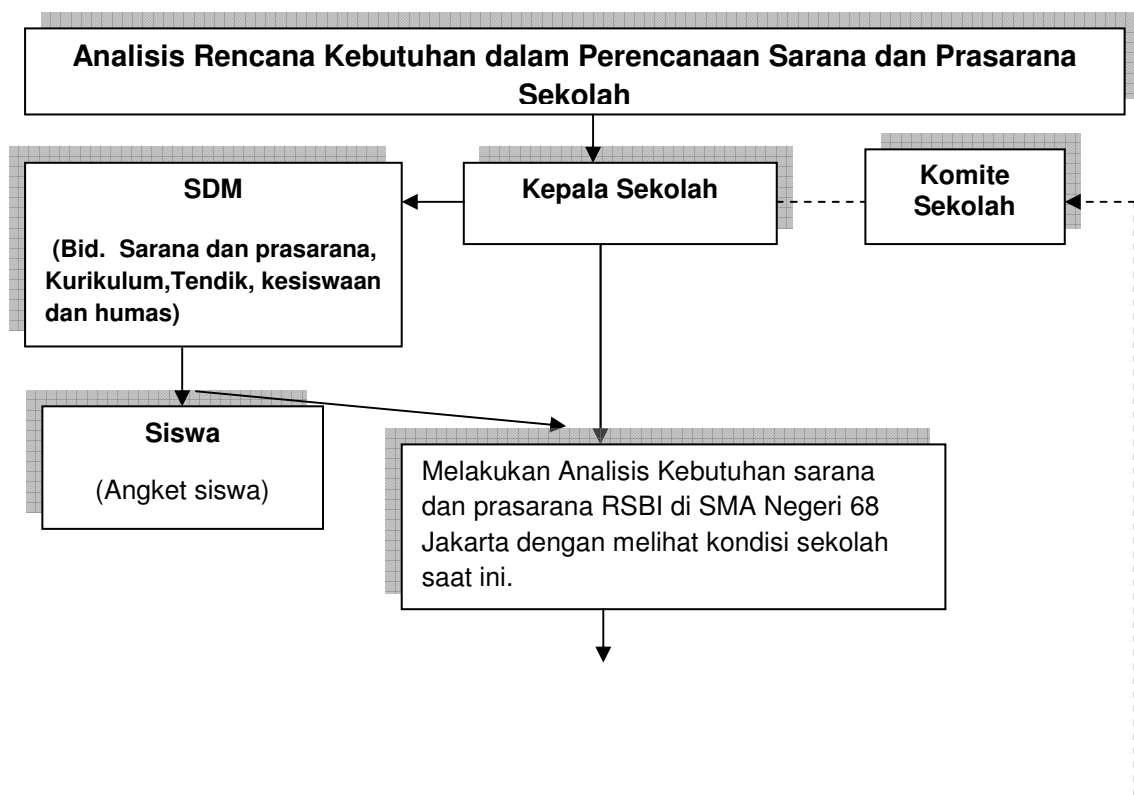 Analisis Rencana Kebutuhan dalam Perencanaan Sarana dan Prasarana
Sekolah
SDM
(Bid.  Sarana dan prasarana,
Kurikulum,Tendik, kesiswaan
dan humas)
Kepala Sekolah
Komite
Sekolah
Siswa
(Angket siswa)
Melakukan Analisis Kebutuhan sarana
dan prasarana RSBI di SMA Negeri 68
Jakarta dengan melihat kondisi sekolah
saat ini.